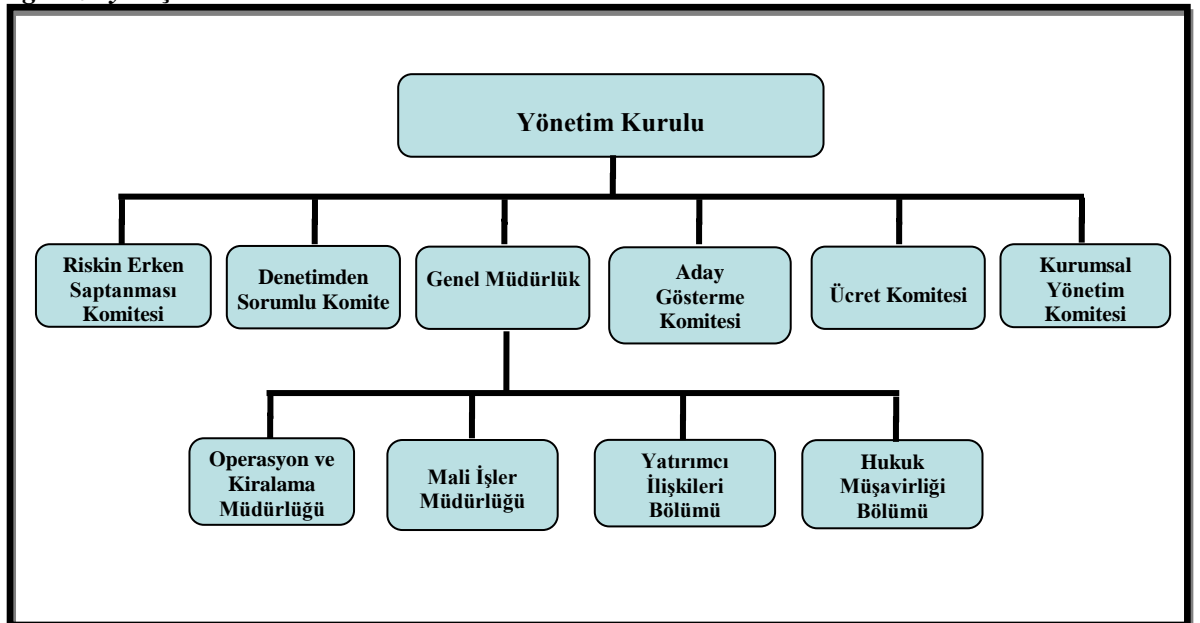 Yönetim Kurulu
Riskin Erken
Saptanması
Komitesi
Denetimden
Sorumlu Komite
Genel Müdürlük
Aday
Gösterme
Komitesi
Ücret Komitesi
Kurumsal
Yönetim
Komitesi
Operasyon ve
Kiralama
Müdürlüğü
Mali İşler
Müdürlüğü
Yatırımcı
İlişkileri
Bölümü
Hukuk
Müşavirliği
Bölümü